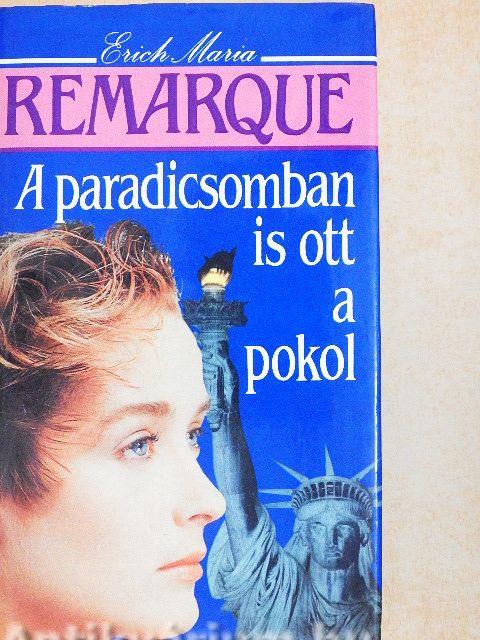 Erich Maria
REMARQUE
A paradicsomban
is ott
a
pokol